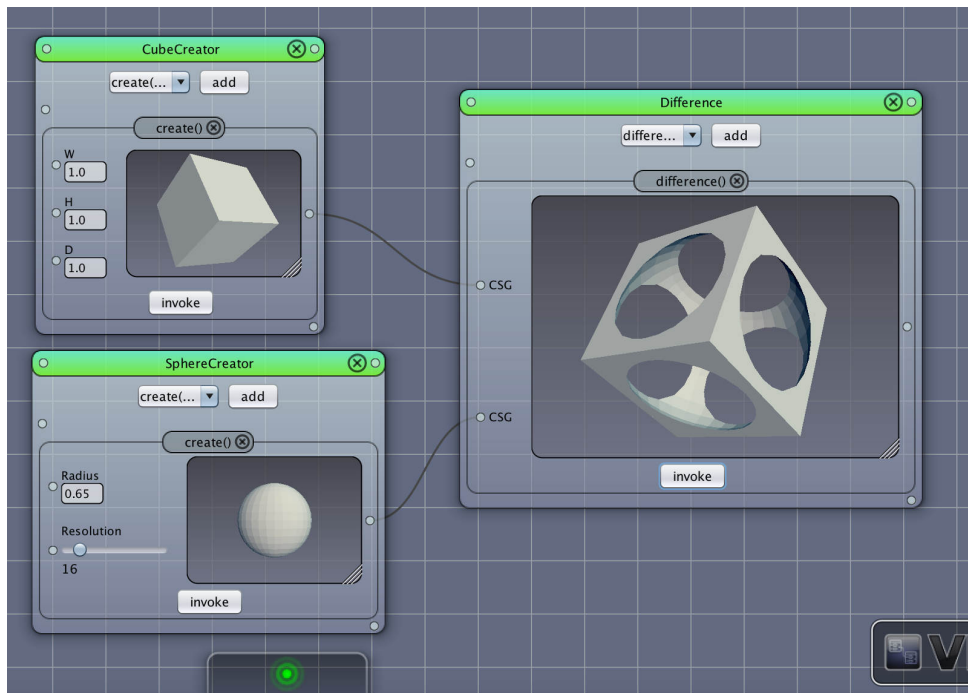 CubeCreator
create(... add
create()
W
1.0
H
1.0
D
1.0
invoke
SphereCreator
create(... add
create()
Radius
0.65
Resolution
16
invoke
Difference
differe... add
difference()
CSG
CSG
invoke
V